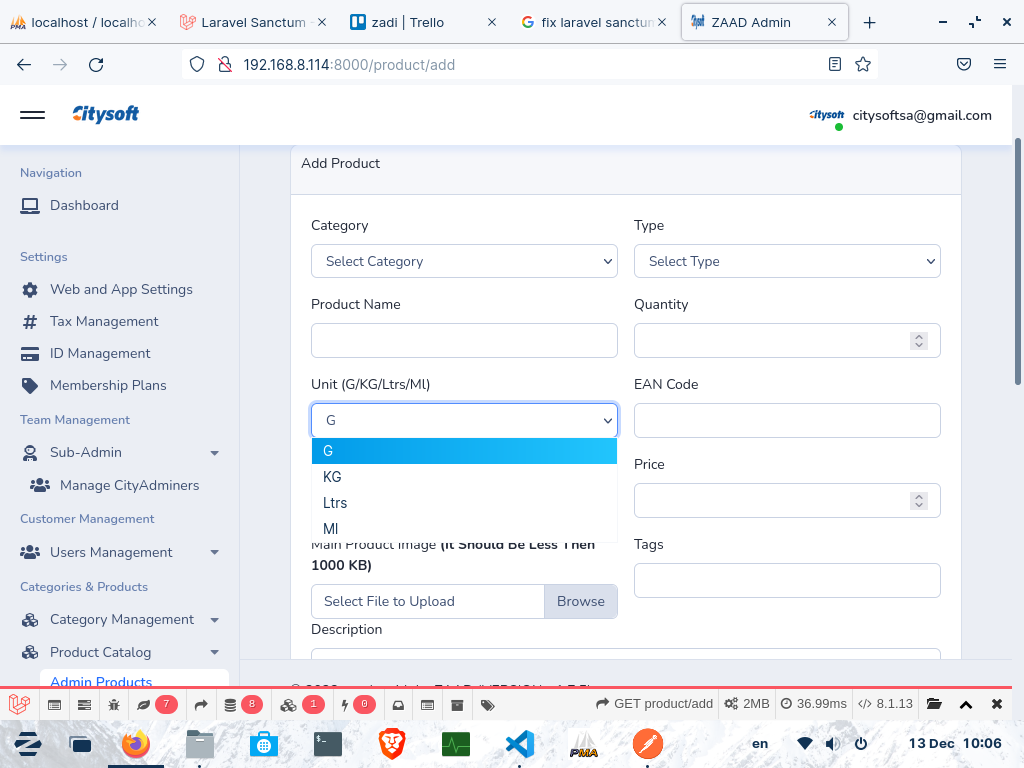 localhost / localho
Laravel Sanctum -
zadi | Trello
fix laravel sanctum
ZAAD Admin
192.168.8.114:8000/product/add
Citysoft
Citysoft
citysoftsa@gmail.com
Navigation
Dashboard
Settings
Web and App Settings
Tax Management
ID Management
Membership Plans
Team Management
Sub-Admin
Manage CityAdminers
Customer Management
Users Management
Categories & Products
Category Management
Product Catalog
Admin Products
Add Product
Category
Type
Select Category
Select Type
Product Name
Quantity
Unit (G/KG/Ltrs/Ml)
EAN Code
G
G
KG
Ltrs
Ml
Price
Main Product Image (It Should Be Less Then
1000 KB)
Tags
Select File to Upload
Browse
Description
7
8
1
0
GET product/add
2MB
36.99ms
8.1.13
PMA
en
13 Dec 10:06